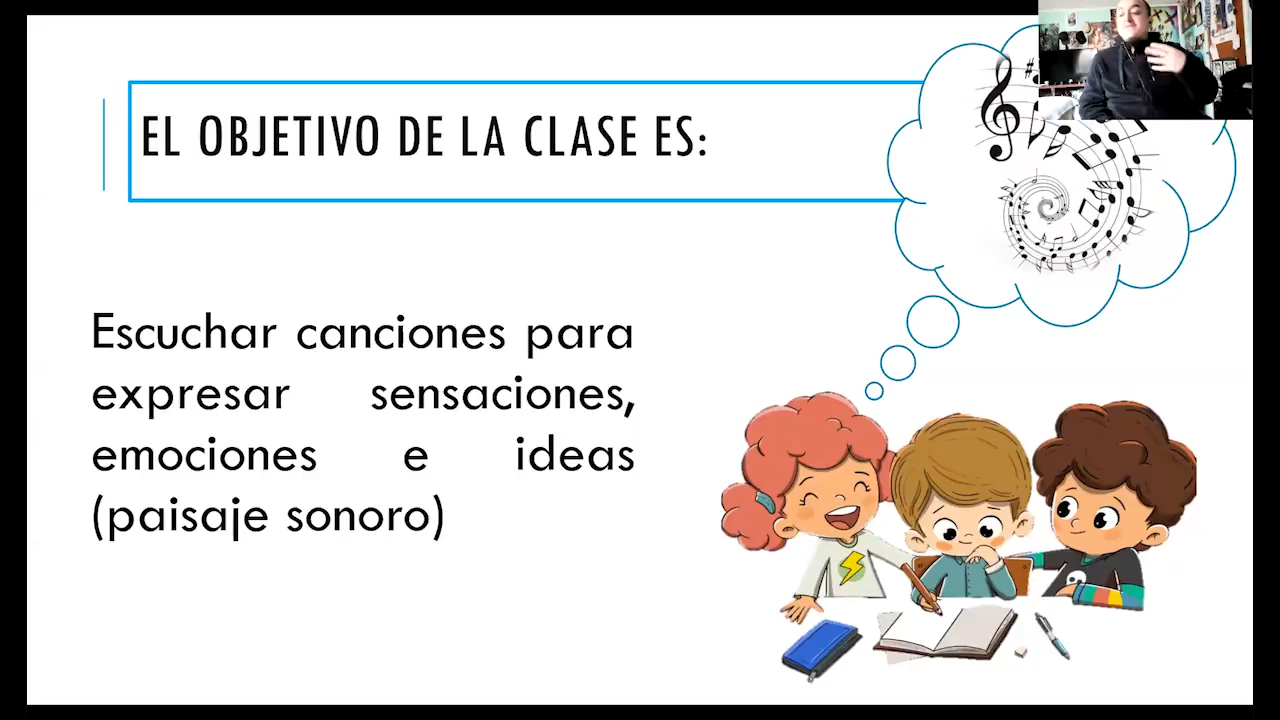 EL OBJETIVO DE LA CLASE ES:
Escuchar canciones para
expresar sensaciones,
emociones e ideas
(paisaje sonoro)